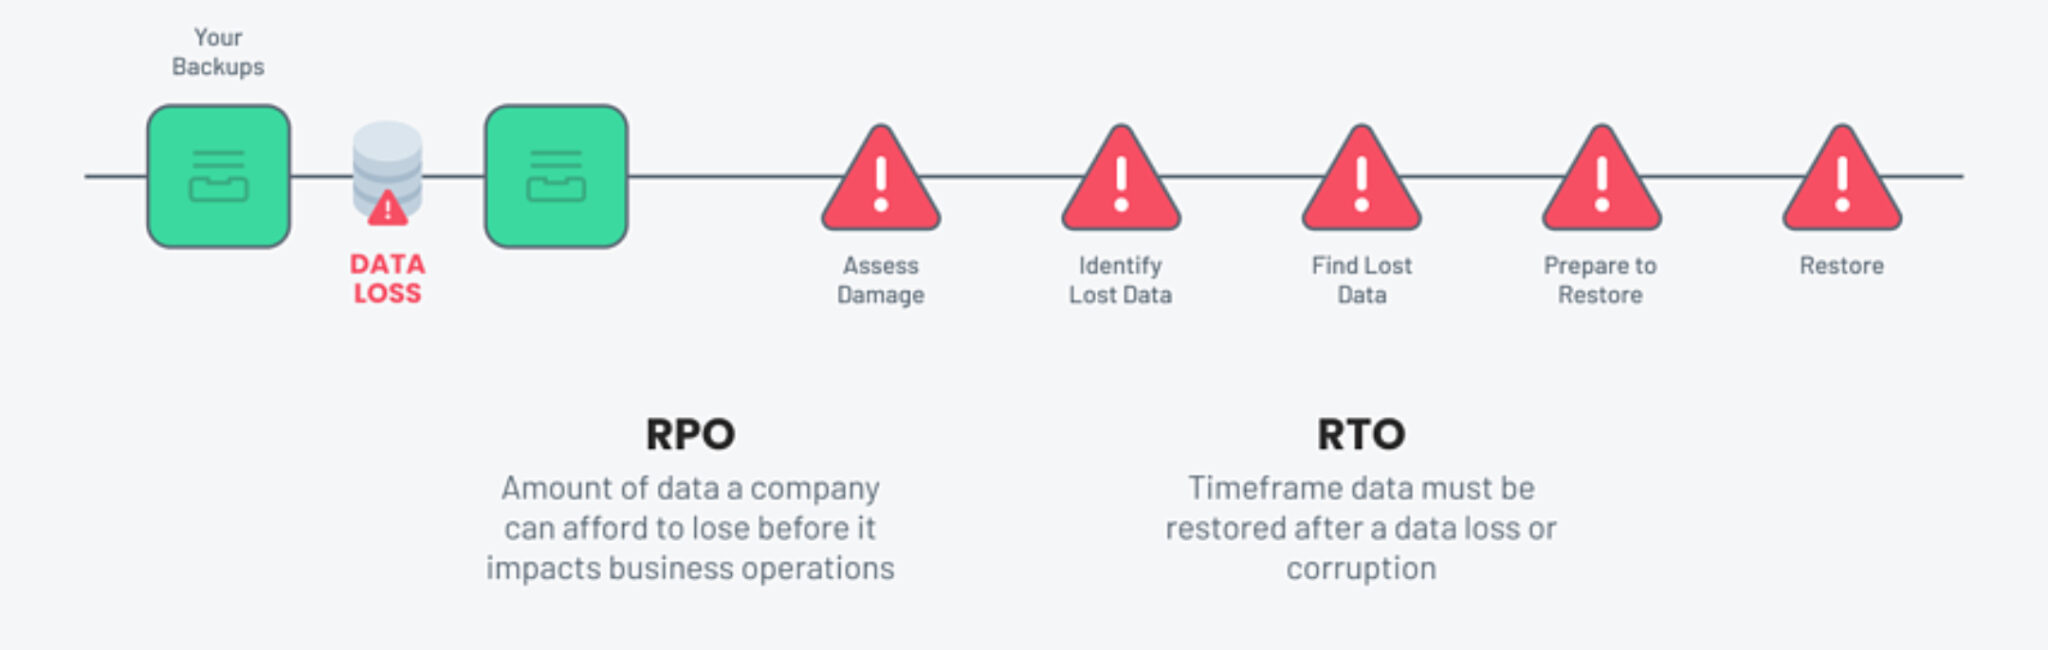 Your
Backups
DATA
LOSS
Assess
Damage
Identify
Lost Data
Find Lost
Data
Prepare to
Restore
Restore
RPO
Amount of data a company
can afford to lose before it
impacts business operations
RTO
Timeframe data must be
restored after a data loss or
corruption